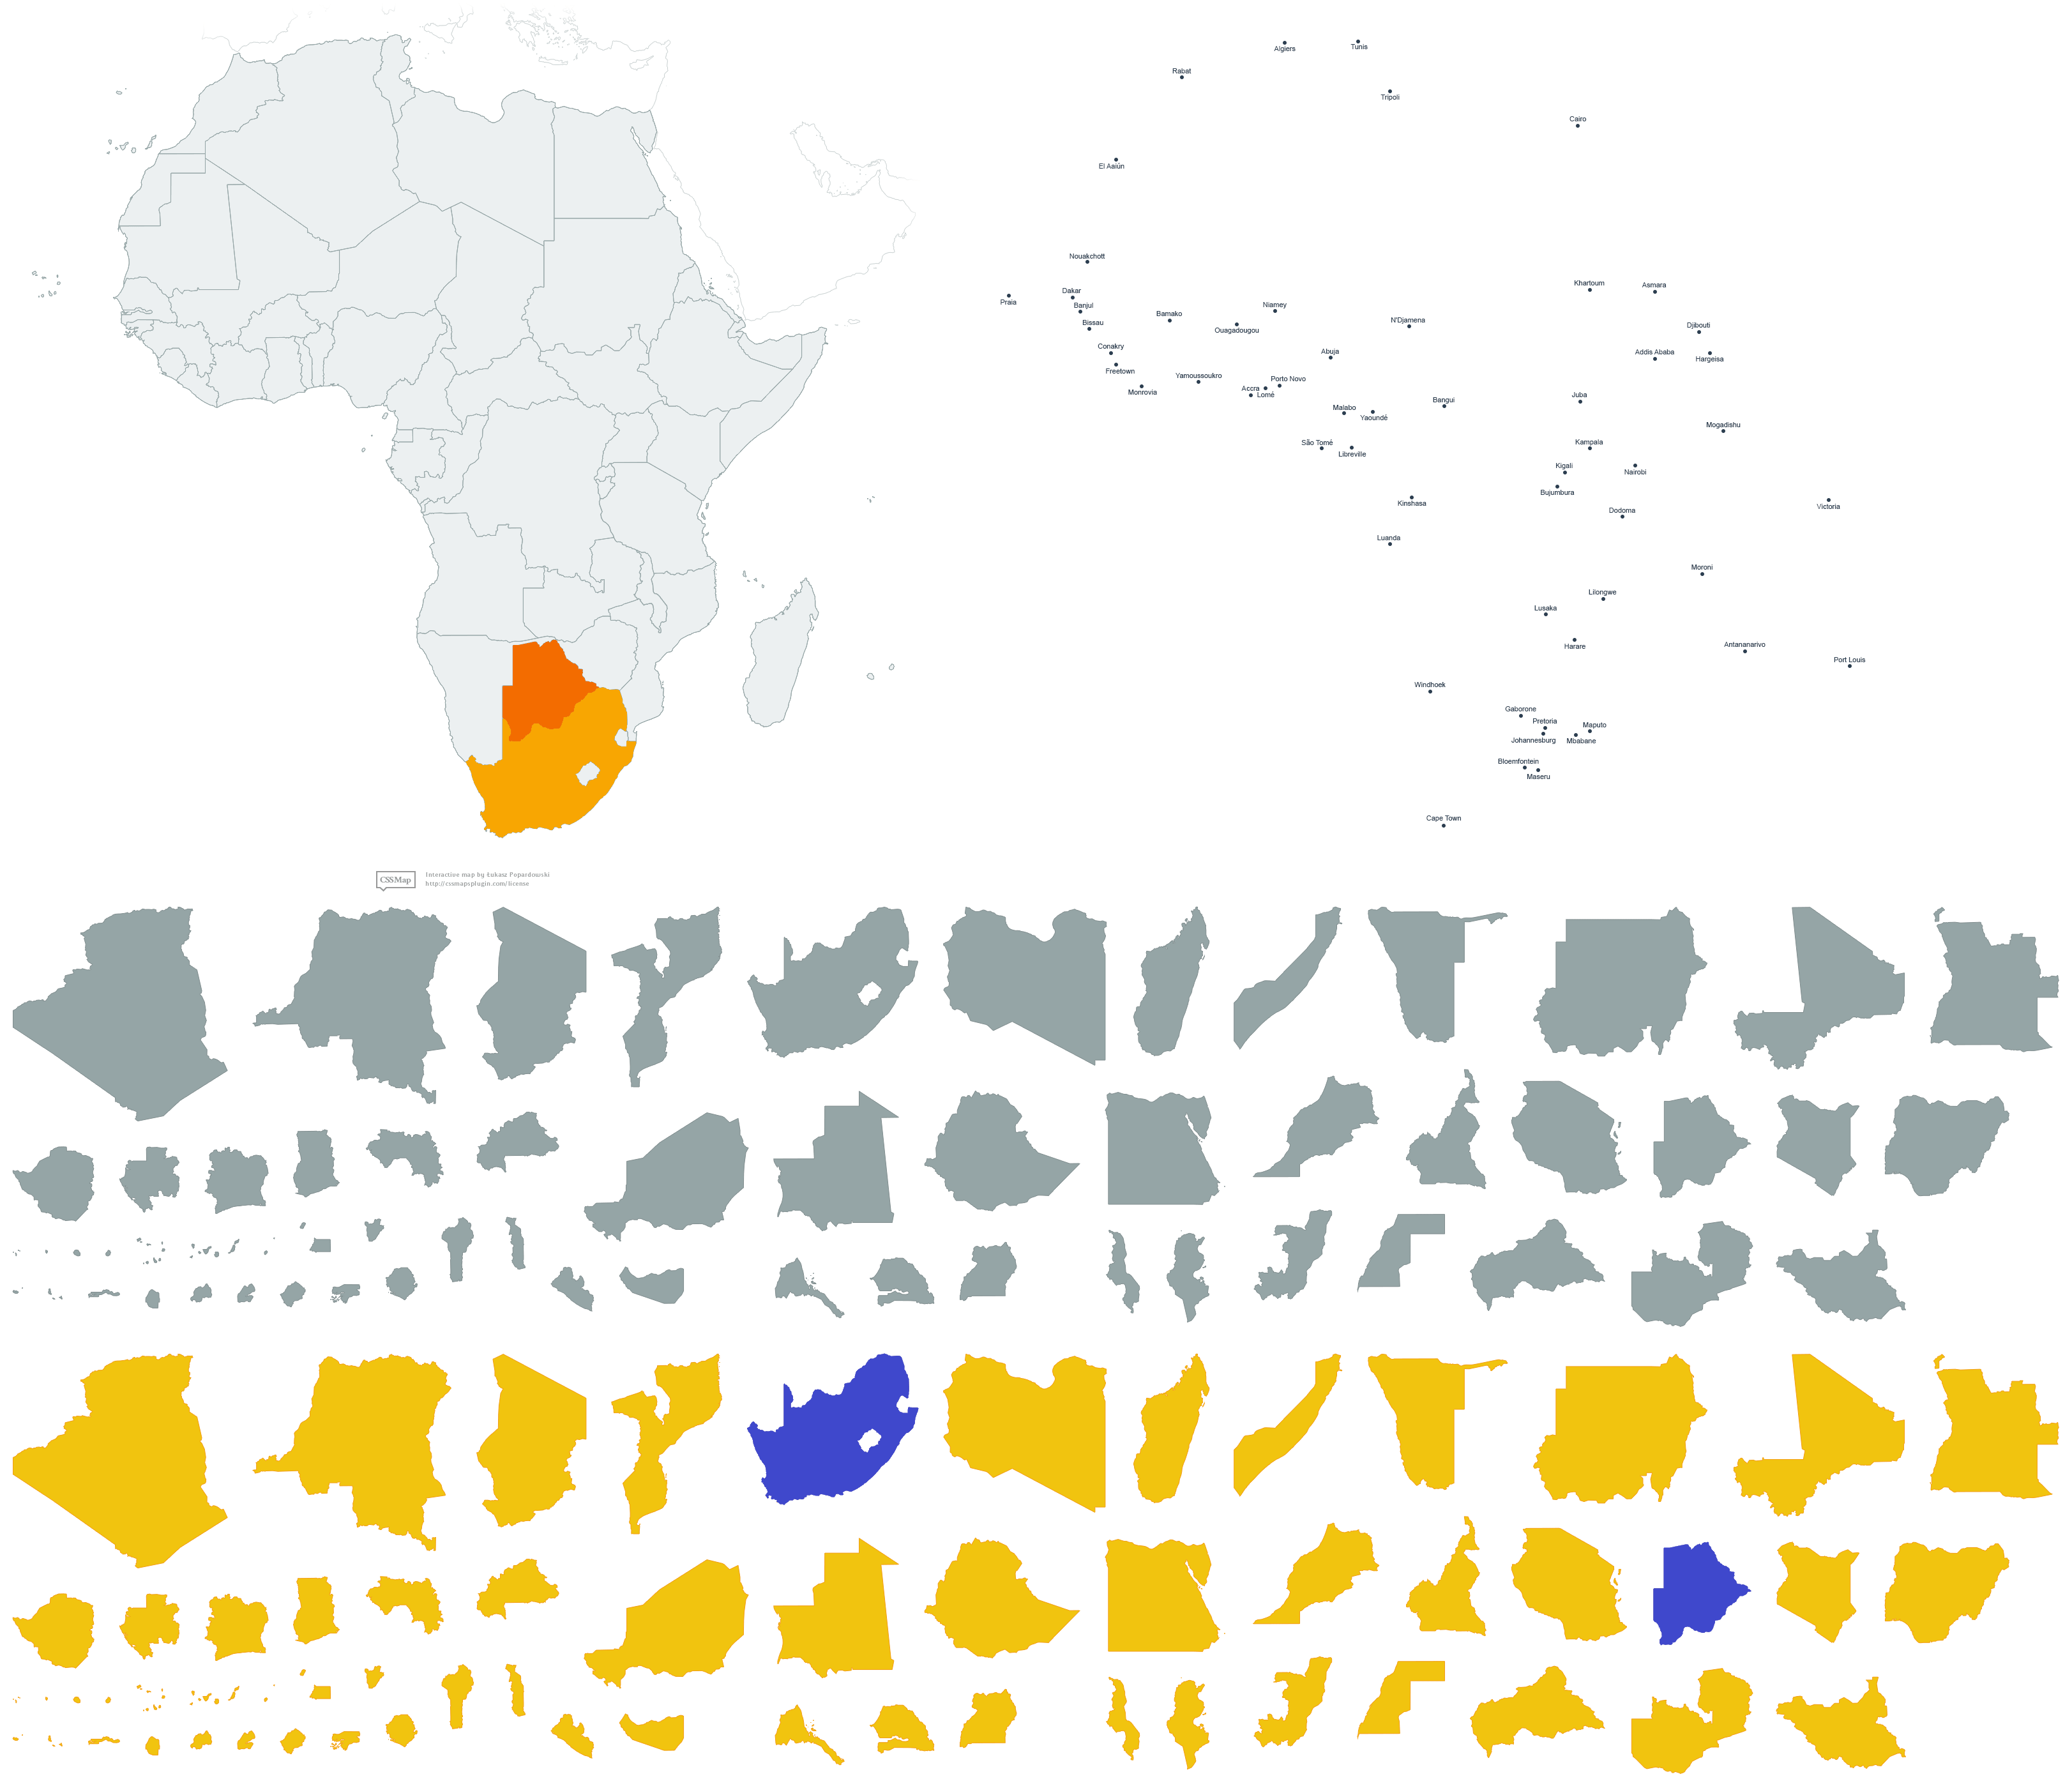 Algiers
Tunis
Rabat
Tripoli
Cairo
El Aaiún
Nouakchott
Khartoum
Asmara
Dakar
Praia
Banjul
Niamey
Bamako
Bissau
Ouagadougou
N'Djamena
Djibouti
Conakry
Abuja
Addis Ababa
Hargeisa
Freetown
Yamoussoukro
Porto Novo
Monrovia
Accra
Lomé
Juba
Malabo
Yaoundé
Bangui
Mogadishu
São Tomé
Libreville
Kampala
Kigali
Nairobi
Bujumbura
Kinshasa
Victoria
Dodoma
Luanda
Moroni
Lilongwe
Lusaka
Harare
Antananarivo
Port Louis
Windhoek
Gaborone
Pretoria
Maputo
Johannesburg
Mbabane
Bloemfontein
Maseru
Cape Town
CSSMap
Interactive map by Łukasz Popardowski
http://cssmapsplugin.com/license